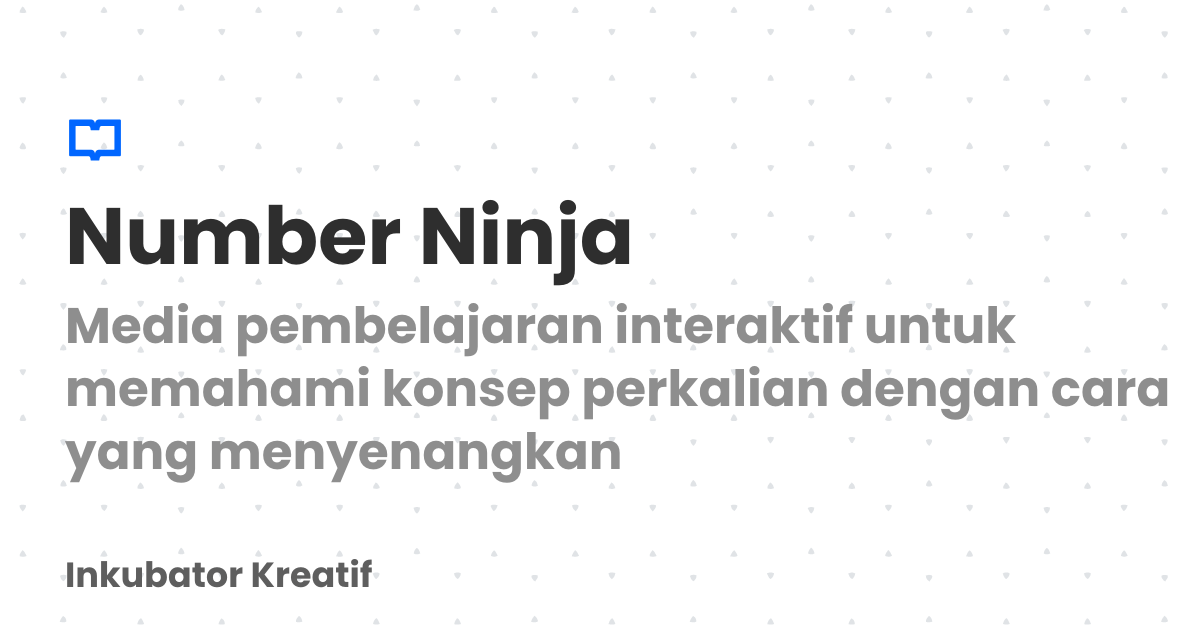 Number Ninja
Media pembelajaran interaktif untuk
memahami konsep perkalian dengan cara
yang menyenangkan
Inkubator Kreatif